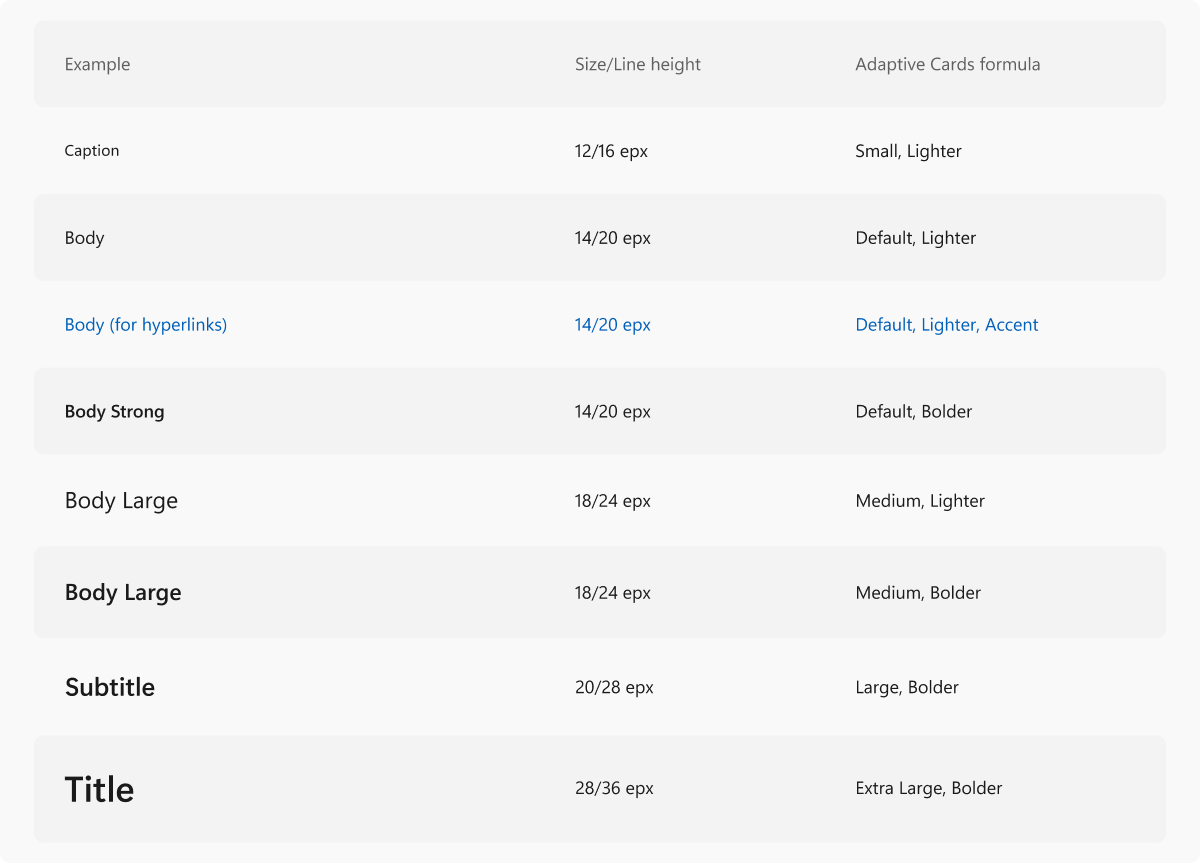 Example Size/Line height Adaptive Cards formula
Caption 12/16 epx Small, Lighter
Body 14/20 epx Default, Lighter
Body (for hyperlinks) 14/20 epx Default, Lighter, Accent
Body Strong 14/20 epx Default, Bolder
Body Large 18/24 epx Medium, Lighter
Body Large 18/24 epx Medium, Bolder
Subtitle 20/28 epx Large, Bolder
Title 28/36 epx Extra Large, Bolder